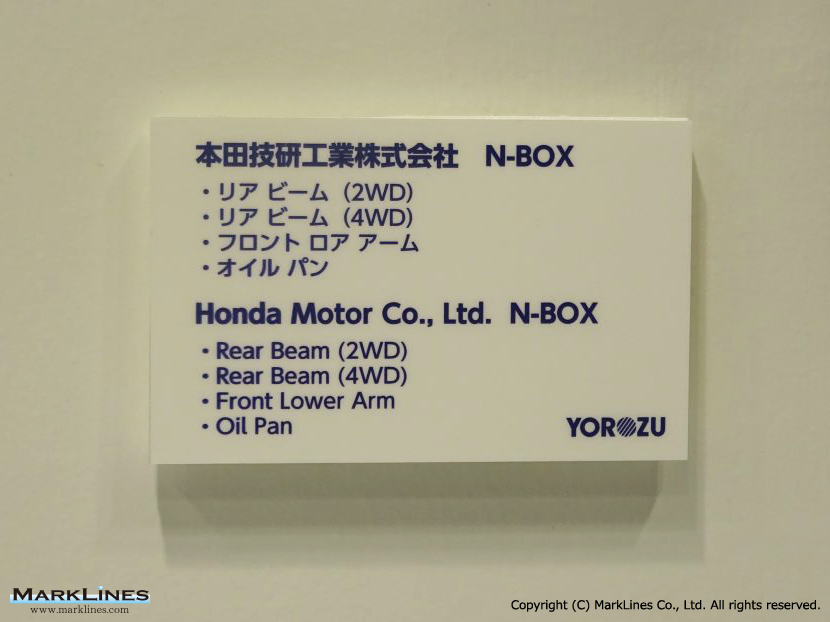 本田技研工業株式会社 N-BOX
・リア ビーム (2WD)
・リア ビーム (4WD)
・フロント ロア アーム
・オイル パン
Honda Motor Co., Ltd. N-BOX
・Rear Beam (2WD)
・Rear Beam (4WD)
・Front Lower Arm
・Oil Pan
YOROZU
MARKLINES
www.marklines.com
Copyright (C) MarkLines Co., Ltd. All rights reserved.